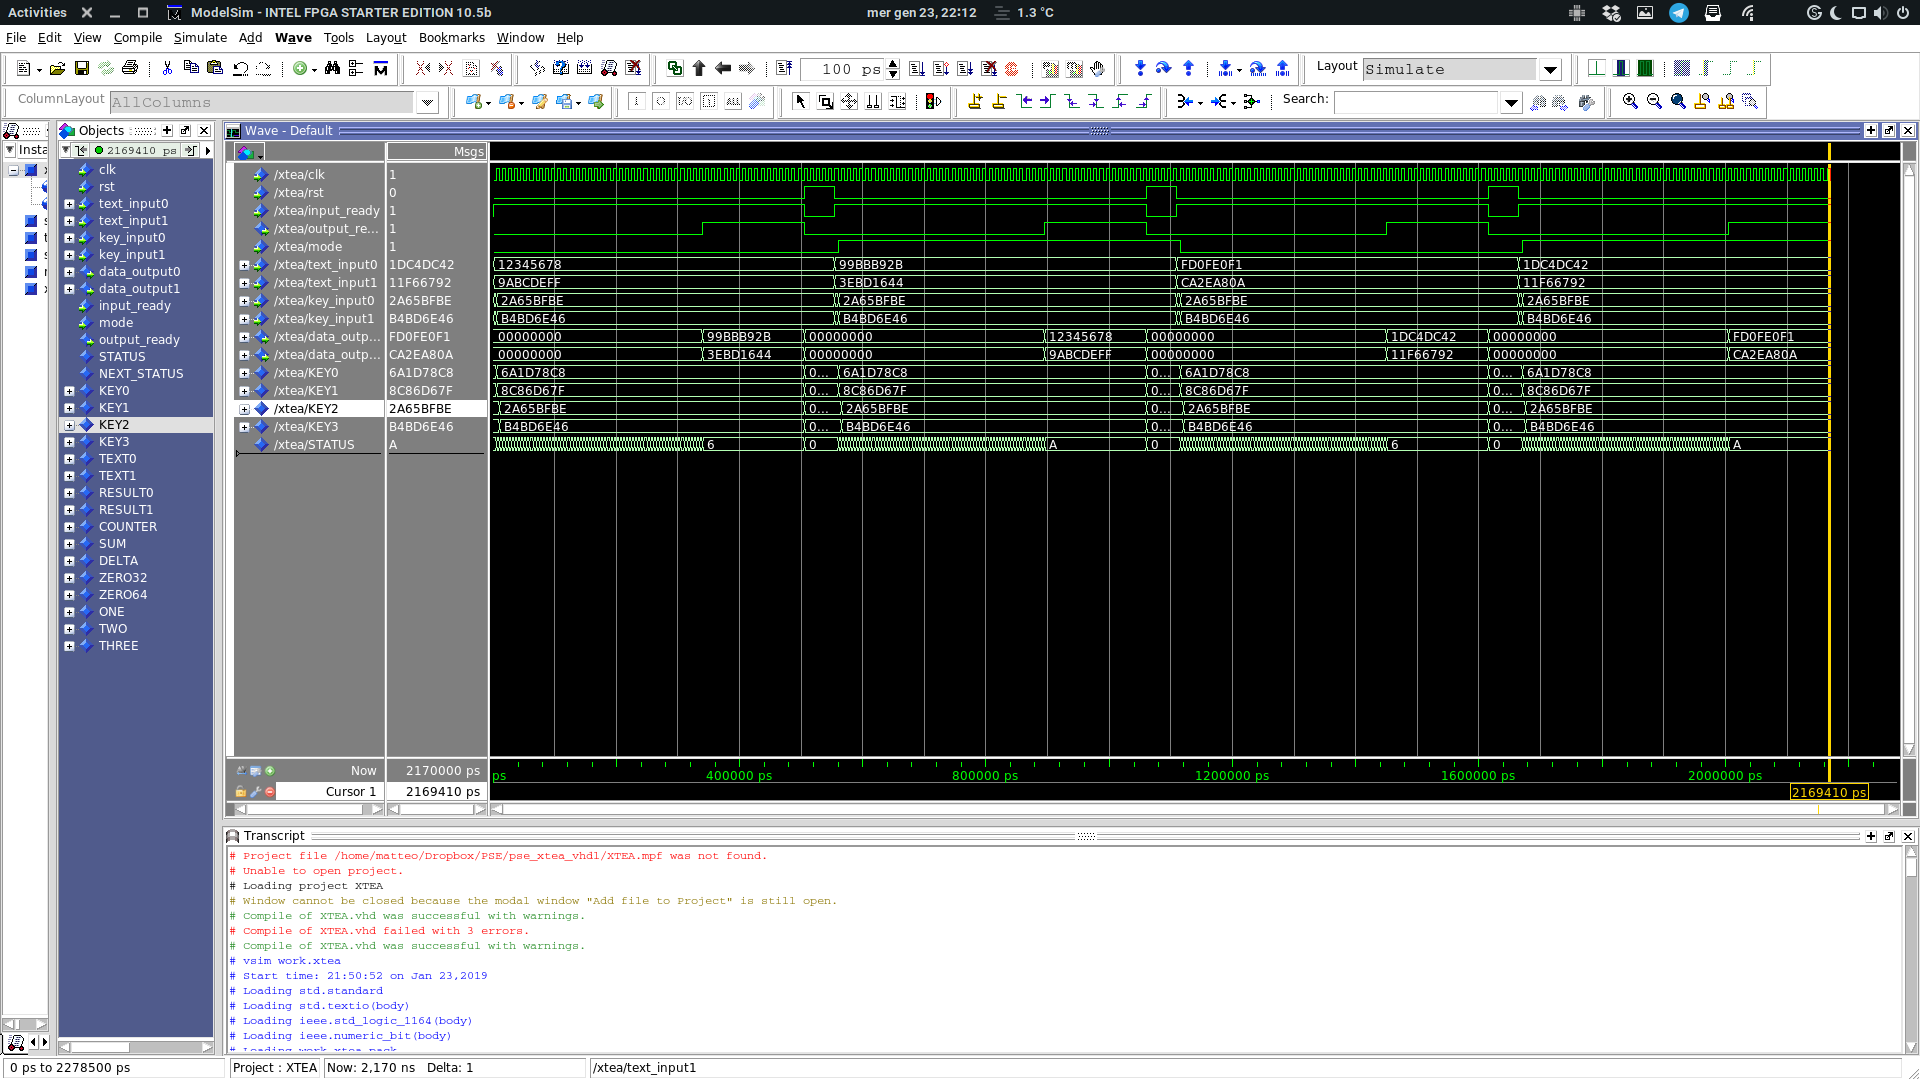 Activities ModelSim - INTEL FPGA STARTER EDITION 10.5b mer gen 23, 22:12 1.3 °C
File Edit View Compile Simulate Add Wave Tools Layout Bookmarks Window Help
100 ps Layout Simulate
ColumnLayout AllColumns Search:
Objects Wave - Default
Insta 2169410 ps Msgs
clk
rst
text_input0
text_input1
key_input0
key_input1
data_output0
data_output1
input_ready
mode
output_ready
STATUS
NEXT_STATUS
KEY0
KEY1
KEY2
KEY3
TEXT0
TEXT1
RESULT0
RESULT1
COUNTER
SUM
DELTA
ZERO32
ZERO64
ONE
TWO
THREE
/xtea/clk 1
/xtea/rst 0
/xtea/input_ready 1
/xtea/output_re... 1
/xtea/mode 1
/xtea/text_input0 1DC4DC42 12345678 99BBB92B FD0FE0F1 1DC4DC42
/xtea/text_input1 11F66792 9ABCDEFF 3EBD1644 CA2EA80A 11F66792
/xtea/key_input0 2A65BFBE 2A65BFBE 2A65BFBE 2A65BFBE 2A65BFBE
/xtea/key_input1 B4BD6E46 B4BD6E46 B4BD6E46 B4BD6E46 B4BD6E46
/xtea/data_outp... FD0FE0F1 00000000 99BBB92B 00000000 12345678 00000000 1DC4DC42 00000000 FD0FE0F1
/xtea/data_outp... CA2EA80A 00000000 3EBD1644 00000000 9ABCDEFF 00000000 11F66792 00000000 CA2EA80A
/xtea/KEY0 6A1D78C8 6A1D78C8 0... 6A1D78C8 0... 6A1D78C8 0... 6A1D78C8
/xtea/KEY1 8C86D67F 8C86D67F 0... 8C86D67F 0... 8C86D67F 0... 8C86D67F
/xtea/KEY2 2A65BFBE 2A65BFBE 0... 2A65BFBE 0... 2A65BFBE 0... 2A65BFBE
/xtea/KEY3 B4BD6E46 B4BD6E46 0... B4BD6E46 0... B4BD6E46 0... B4BD6E46
/xtea/STATUS A 6 0 A 0 6 0 A
Now 2170000 ps ps 400000 ps 800000 ps 1200000 ps 1600000 ps 2000000 ps
Cursor 1 2169410 ps 2169410 ps
Transcript
# Project file /home/matteo/Dropbox/PSE/pse_xtea_vhdl/XTEA.mpf was not found.
# Unable to open project.
# Loading project XTEA
# Window cannot be closed because the modal window "Add file to Project" is still open.
# Compile of XTEA.vhd was successful with warnings.
# Compile of XTEA.vhd failed with 3 errors.
# Compile of XTEA.vhd was successful with warnings.
# vsim work.xtea
# Start time: 21:50:52 on Jan 23,2019
# Loading std.standard
# Loading std.textio(body)
# Loading ieee.std_logic_1164(body)
# Loading ieee.numeric_bit(body)
# Loading work.xtea_pack
0 ps to 2278500 ps Project : XTEA Now: 2,170 ns Delta: 1 /xtea/text_input1